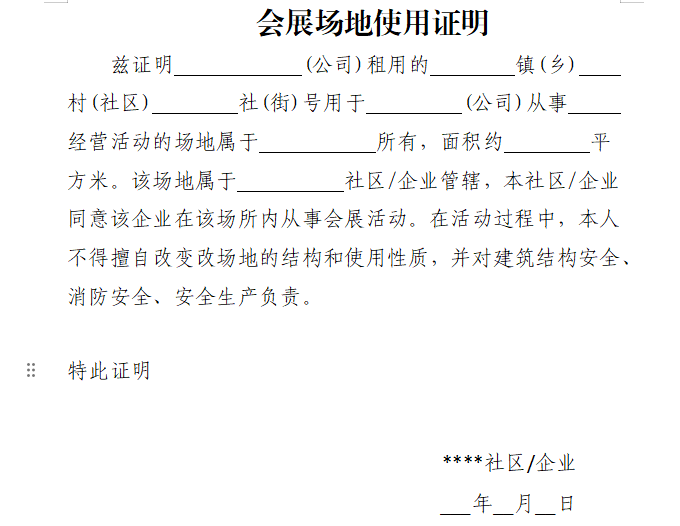 会展场地使用证明
兹证明____________(公司)租用的________镇(乡)____
村(社区)________社(街)号用于_________(公司)从事_____
经营活动的场地属于___________所有，面积约________平
方米。该场地属于__________社区/企业管辖，本社区/企业
同意该企业在该场所内从事会展活动。在活动过程中，本人
不得擅自改变改场地的结构和使用性质，并对建筑结构安全、
消防安全、安全生产负责。
特此证明
****社区/企业
___年__月__日